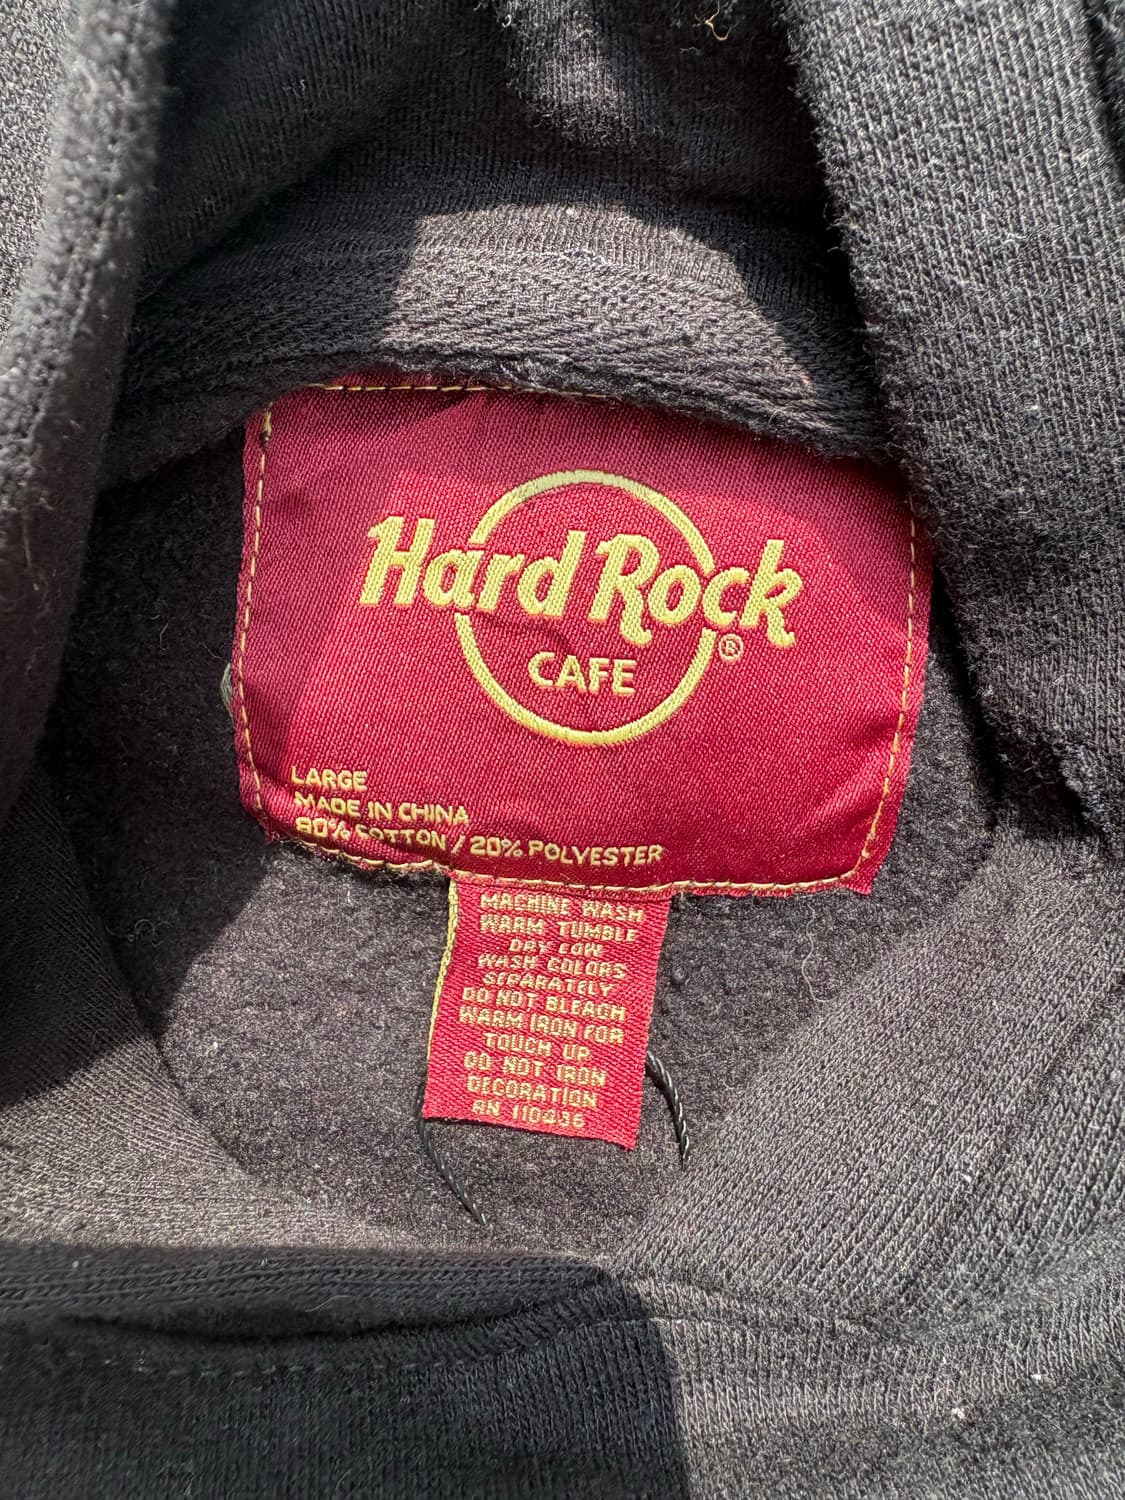 Hard Rock
CAFE
®
LARGE
MADE IN CHINA
80% COTTON / 20% POLYESTER
MACHINE WASH
WARM TUMBLE
DRY LOW
WASH COLORS
SEPARATELY
DO NOT BLEACH
WARM IRON FOR
TOUCH UP
DO NOT IRON
DECORATION
RN 110436